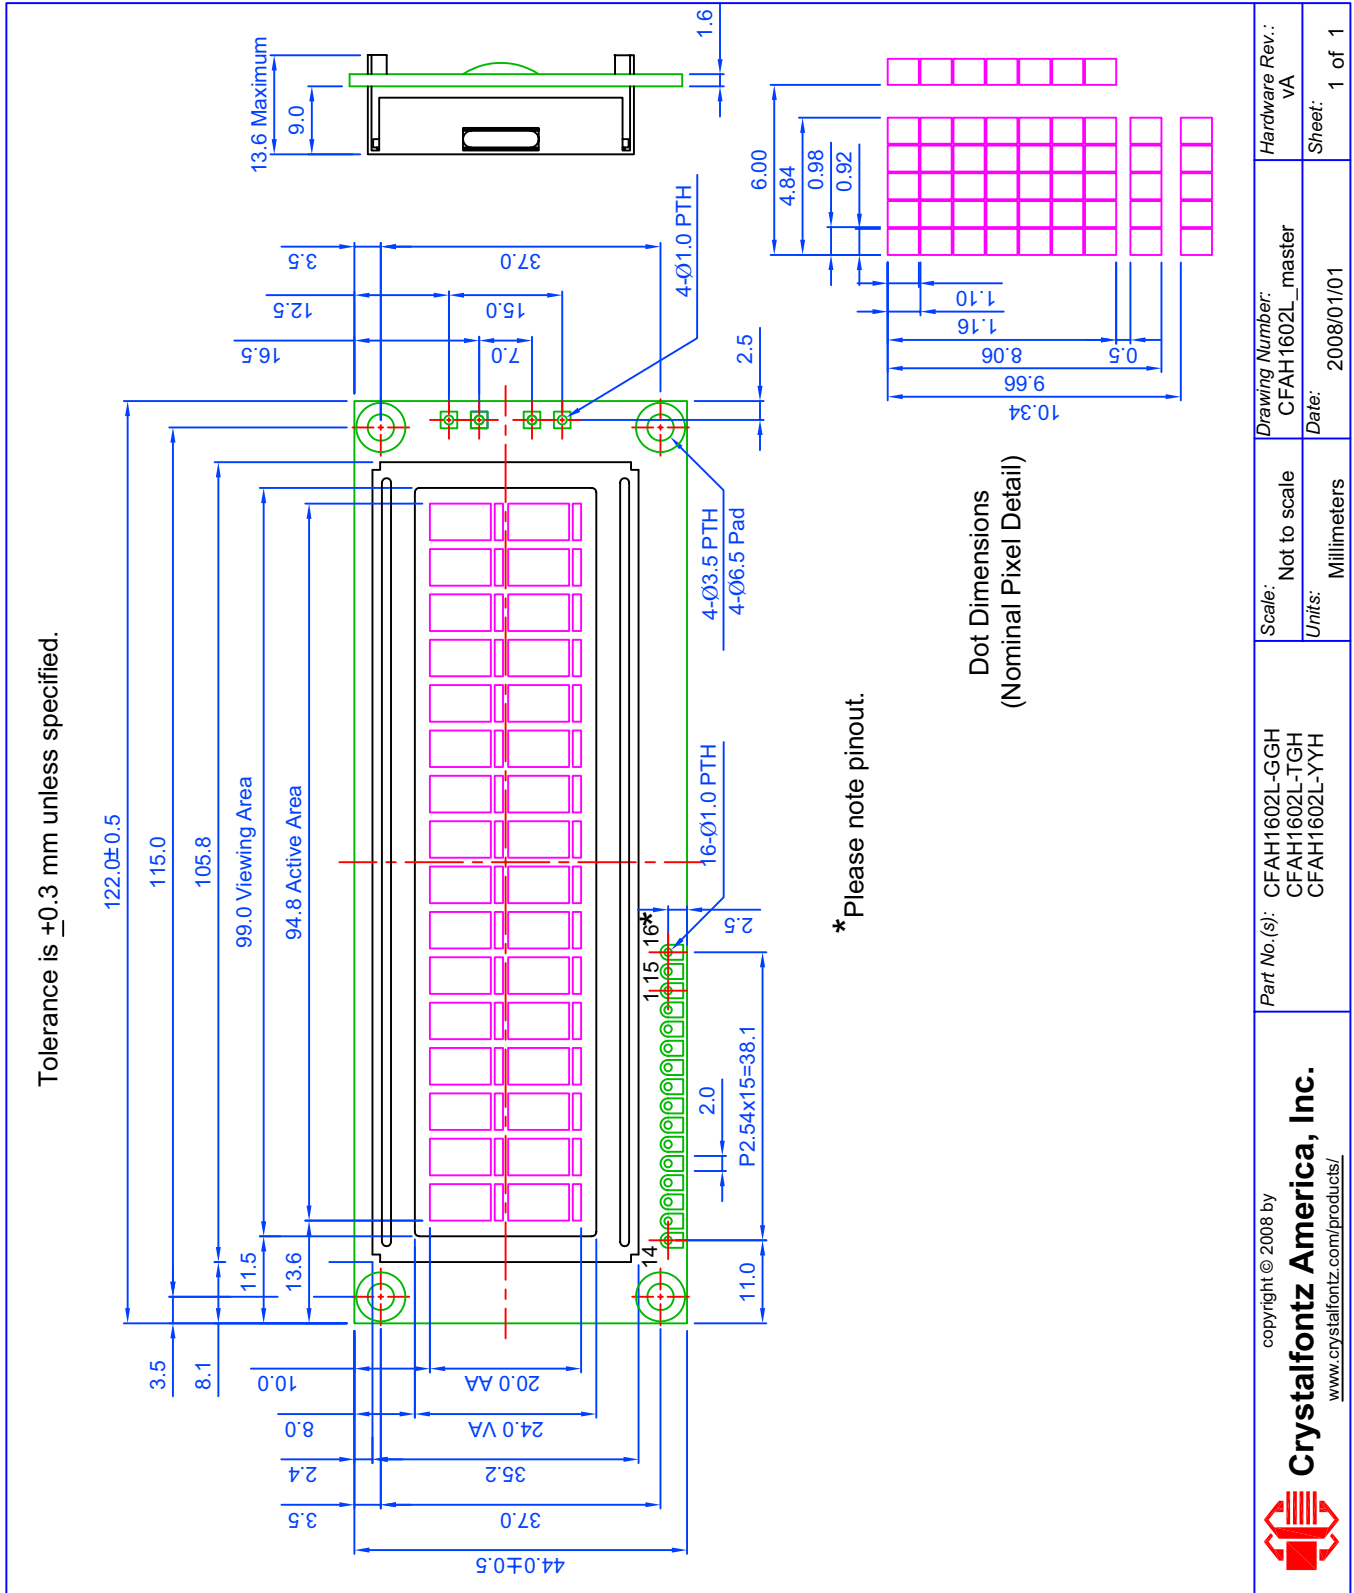 Tolerance is ±0.3 mm unless specified.
122.0±0.5
115.0
105.8
99.0 Viewing Area
94.8 Active Area
3.5
8.1
11.5
13.6
44.0±0.5
37.0
3.5
35.2
2.4
24.0 VA
8.0
20.0 AA
10.0
3.5
37.0
12.5
15.0
16.5
7.0
2.5
4-Ø1.0 PTH
4-Ø3.5 PTH
4-Ø6.5 Pad
16-Ø1.0 PTH
14
1
15
16*
2.5
11.0
2.0
P2.54x15=38.1
13.6 Maximum
9.0
1.6
*Please note pinout.
6.00
4.84
0.98
0.92
1.10
1.16
8.06
0.5
9.66
10.34
Dot Dimensions
(Nominal Pixel Detail)
copyright © 2008 by
Crystalfontz America, Inc.
www.crystalfontz.com/products/
Part No.(s):
CFAH1602L-GGH
CFAH1602L-TGH
CFAH1602L-YYH
Scale:
Not to scale
Units:
Millimeters
Drawing Number:
CFAH1602L_master
Date:
2008/01/01
Hardware Rev.:
vA
Sheet:
1 of 1